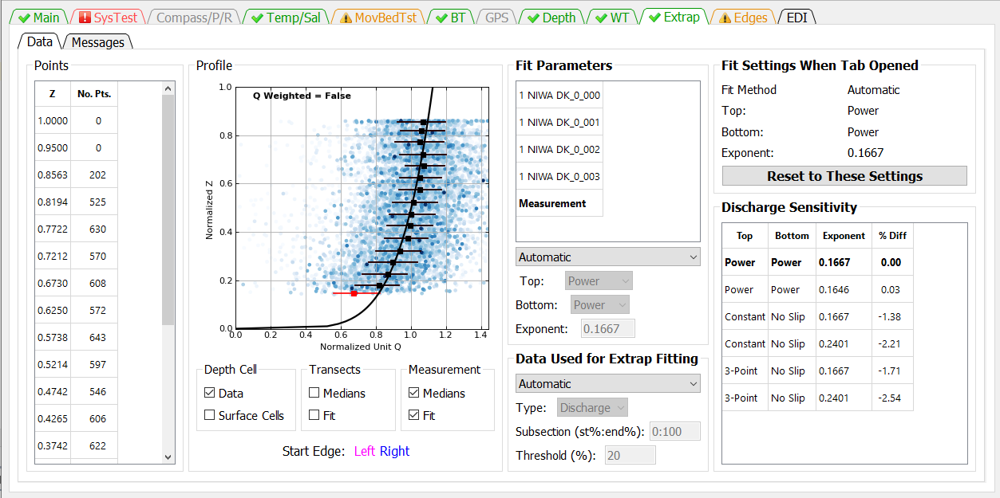 Main SysTest Compass/P/R Temp/Sal MovBedTst BT GPS Depth WT Extrap Edges EDI
Data Messages
Points
Z No. Pts.
1.0000 0
0.9500 0
0.8563 202
0.8194 525
0.7722 630
0.7212 570
0.6730 608
0.6250 572
0.5738 643
0.5214 597
0.4742 546
0.4265 606
0.3742 622
Profile
Q Weighted = False
1.0
0.8
0.6
0.4
0.2
0.0
Normalized Z
0.0 0.2 0.4 0.6 0.8 1.0 1.2 1.4
Normalized Unit Q
Depth Cell
Data
Surface Cells
Transects
Medians
Fit
Measurement
Medians
Fit
Start Edge: Left Right
Fit Parameters
1 NIWA DK_0_000
1 NIWA DK_0_001
1 NIWA DK_0_002
1 NIWA DK_0_003
Measurement
Automatic
Top: Power
Bottom: Power
Exponent: 0.1667
Data Used for Extrap Fitting
Automatic
Type: Discharge
Subsection (st%:end%): 0:100
Threshold (%): 20
Fit Settings When Tab Opened
Fit Method Automatic
Top: Power
Bottom: Power
Exponent: 0.1667
Reset to These Settings
Discharge Sensitivity
Top Bottom Exponent % Diff
Power Power 0.1667 0.00
Power Power 0.1646 0.03
Constant No Slip 0.1667 -1.38
Constant No Slip 0.2401 -2.21
3-Point No Slip 0.1667 -1.71
3-Point No Slip 0.2401 -2.54